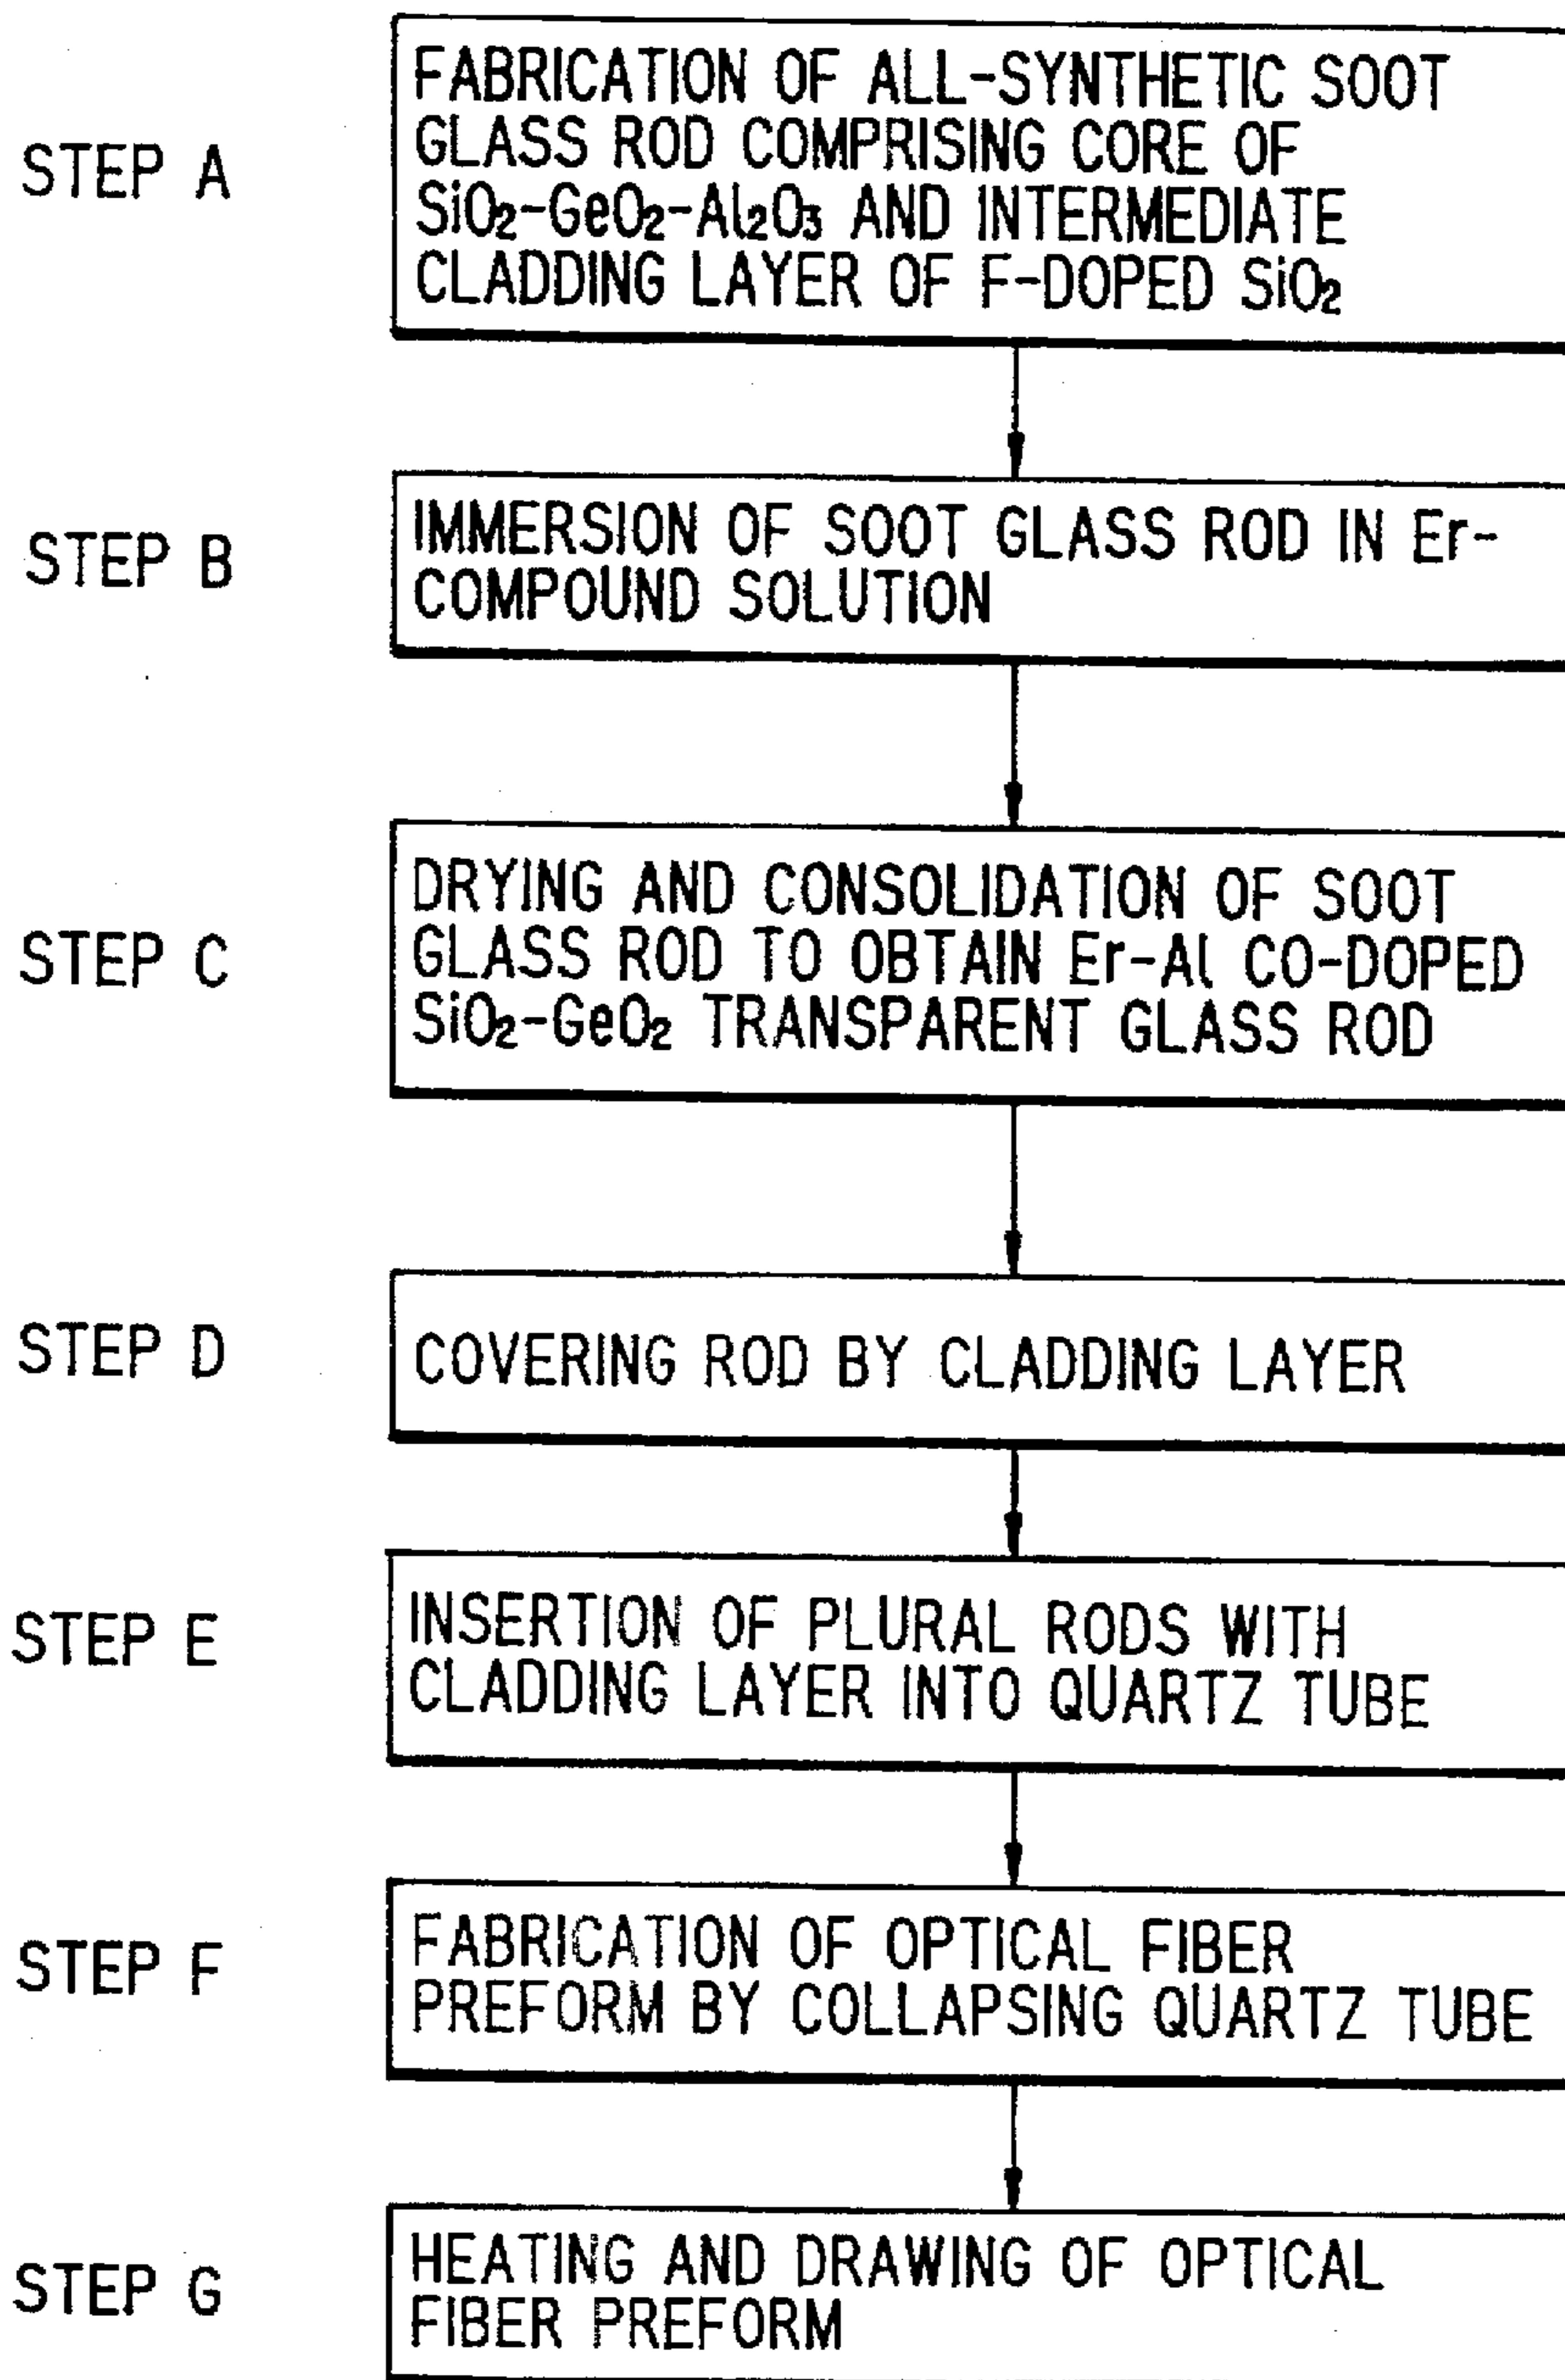 STEP A
FABRICATION OF ALL-SYNTHETIC SOOT
GLASS ROD COMPRISING CORE OF
SiO₂-GeO₂-Al₂O₃ AND INTERMEDIATE
CLADDING LAYER OF F-DOPED SiO₂
STEP B
IMMERSION OF SOOT GLASS ROD IN Er-
COMPOUND SOLUTION
STEP C
DRYING AND CONSOLIDATION OF SOOT
GLASS ROD TO OBTAIN Er-Al CO-DOPED
SiO₂-GeO₂ TRANSPARENT GLASS ROD
STEP D
COVERING ROD BY CLADDING LAYER
STEP E
INSERTION OF PLURAL RODS WITH
CLADDING LAYER INTO QUARTZ TUBE
STEP F
FABRICATION OF OPTICAL FIBER
PREFORM BY COLLAPSING QUARTZ TUBE
STEP G
HEATING AND DRAWING OF OPTICAL
FIBER PREFORM